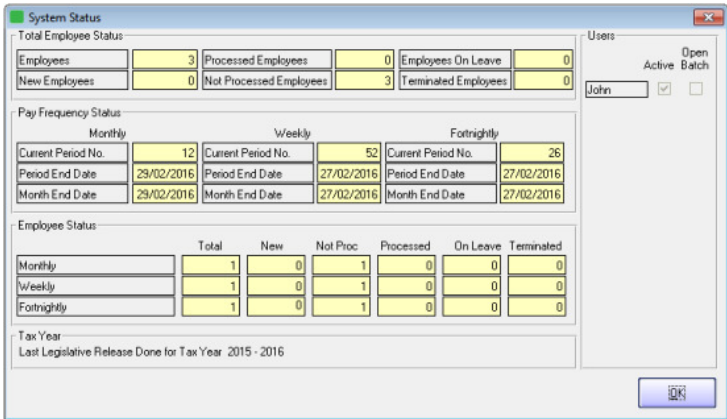 System Status
Total Employee Status
Employees 3 Processed Employees 0 Employees On Leave 0
New Employees 0 Not Processed Employees 3 Terminated Employees 0
Pay Frequency Status
Monthly Weekly Fortnightly
Current Period No. 12 Current Period No. 52 Current Period No. 26
Period End Date 29/02/2016 Period End Date 27/02/2016 Period End Date 27/02/2016
Month End Date 29/02/2016 Month End Date 27/02/2016 Month End Date 27/02/2016
Employee Status
Total New Not Proc Processed On Leave Terminated
Monthly 1 0 1 0 0 0
Weekly 1 0 1 0 0 0
Fortnightly 1 0 1 0 0 0
Tax Year
Last Legislative Release Done for Tax Year 2015 - 2016
Users
Open
Active Batch
John
OK